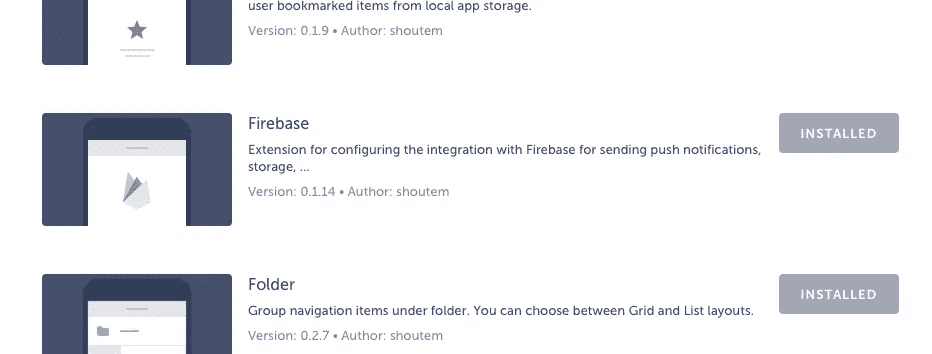 user bookmarked items from local app storage.
Version: 0.1.9 • Author: shoutem
Firebase
INSTALLED
Extension for configuring the integration with Firebase for sending push notifications,
storage, ...
Version: 0.1.14 • Author: shoutem
Folder
INSTALLED
Group navigation items under folder. You can choose between Grid and List layouts.
Version: 0.2.7 • Author: shoutem